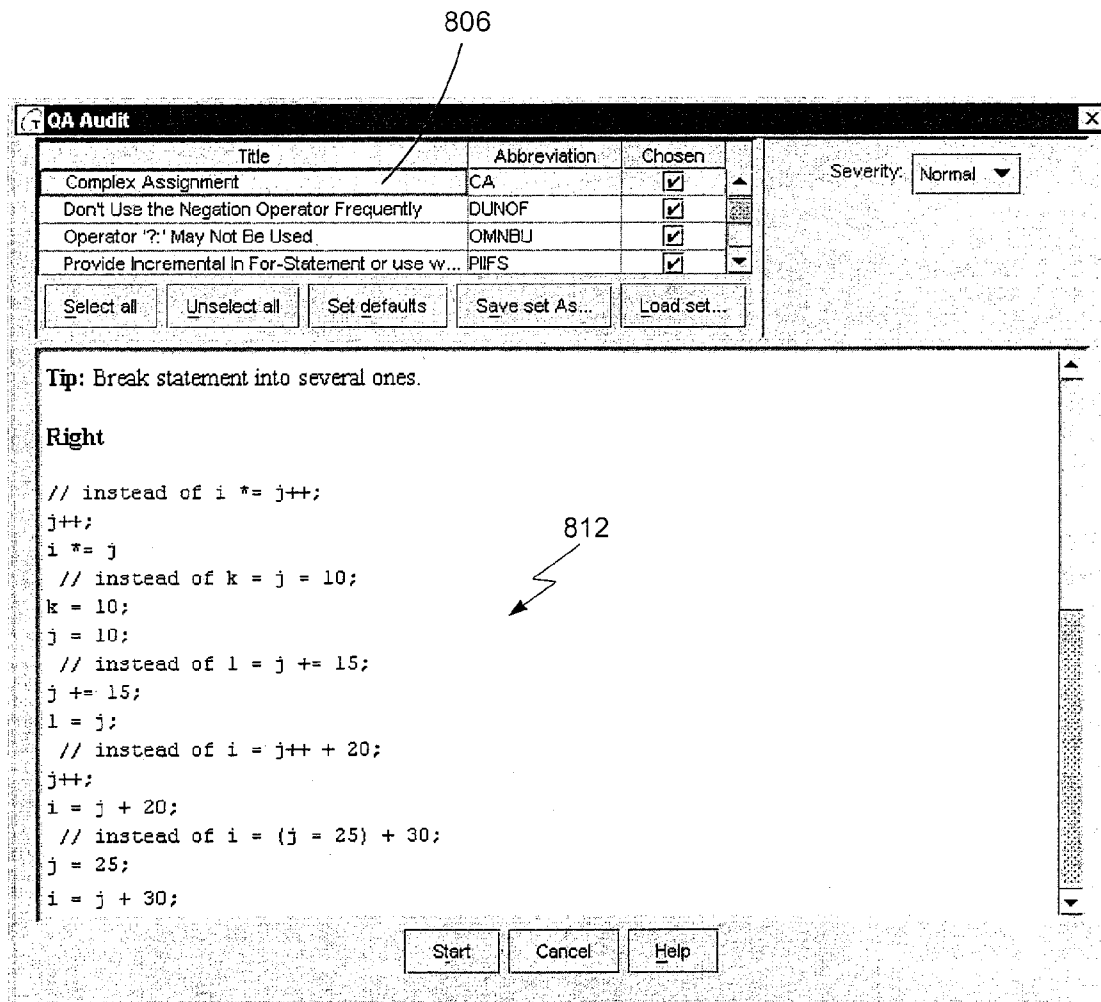 806
QA Audit
Title Abbreviation Chosen
Complex Assignment CA
Don't Use the Negation Operator Frequently DUNOF
Operator '?:' May Not Be Used OMNBU
Provide Incremental In For-Statement or use w... PIIFS
Severity: Normal
Select all Unselect all Set defaults Save set As... Load set...
Tip: Break statement into several ones.
Right
// instead of i *= j++;
j++;
i *= j
812
// instead of k = j = 10;
k = 10;
j = 10;
// instead of l = j += 15;
j += 15;
l = j;
// instead of i = j++ + 20;
j++;
i = j + 20;
// instead of i = (j = 25) + 30;
j = 25;
i = j + 30;
Start Cancel Help